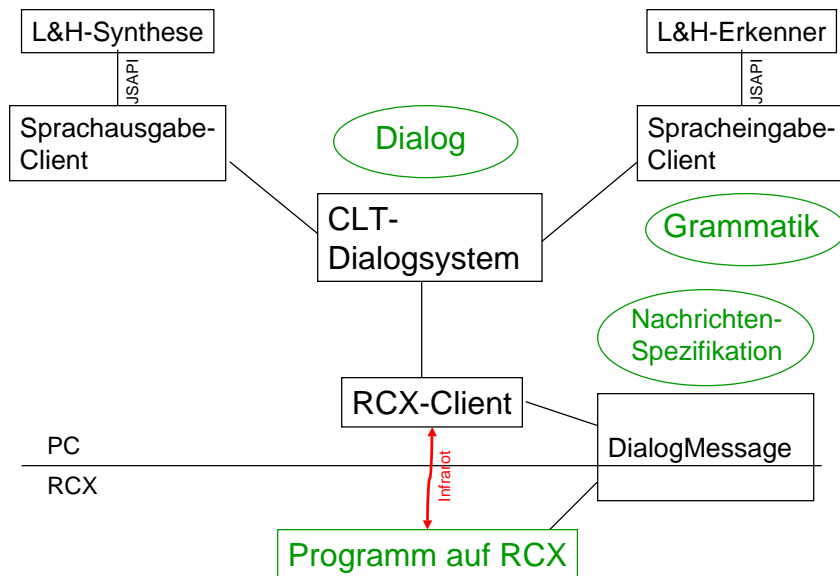 L&H-Synthese
L&H-Erkenner
JSAPI
JSAPI
Sprachausgabe-
Client
Dialog
Spracheingabe-
Client
CLT-
Dialogsystem
Grammatik
Nachrichten-
Spezifikation
RCX-Client
DialogMessage
PC
RCX
Infrarot
Programm auf RCX